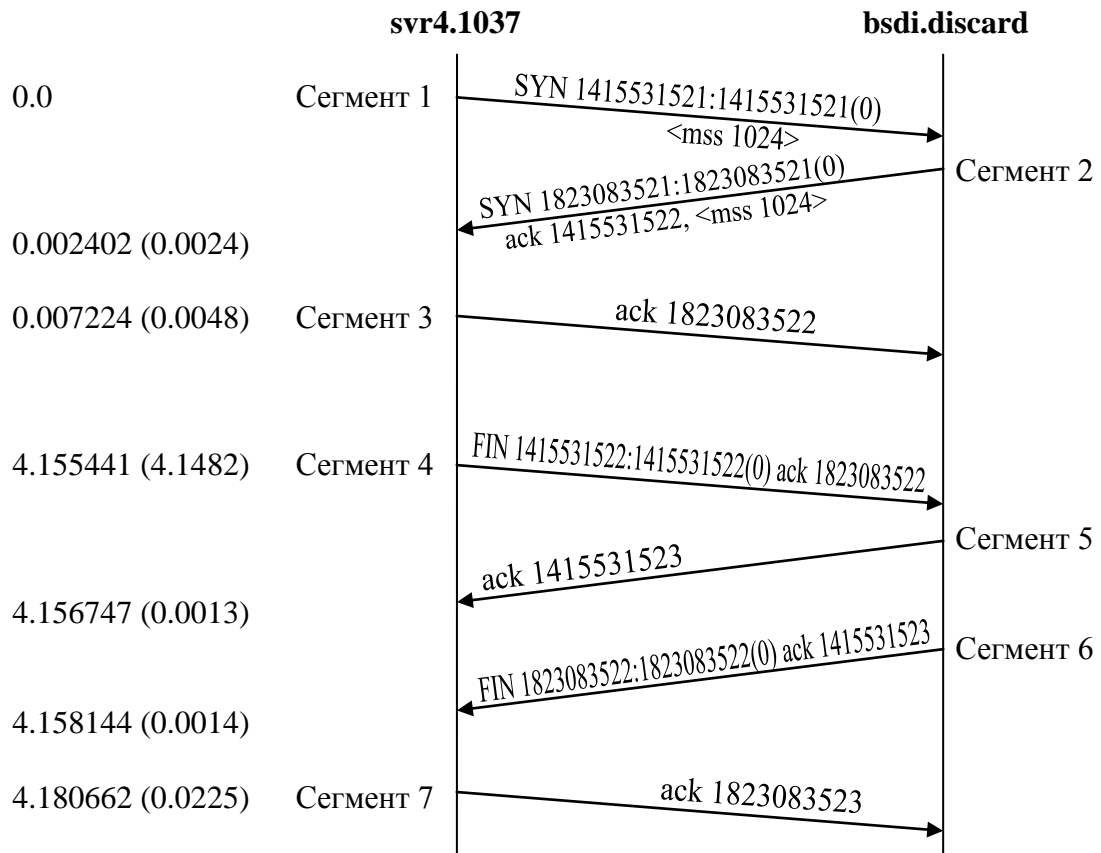 svr4.1037 bsdi.discard
0.0 Сегмент 1 SYN 1415531521:1415531521(0)
<mss 1024>
SYN 1823083521:1823083521(0) Сегмент 2
ack 1415531522, <mss 1024>
0.002402 (0.0024)
0.007224 (0.0048) Сегмент 3 ack 1823083522
4.155441 (4.1482) Сегмент 4 FIN 1415531522:1415531522(0) ack 1823083522
ack 1415531523 Сегмент 5
4.156747 (0.0013)
FIN 1823083522:1823083522(0) ack 1415531523 Сегмент 6
4.158144 (0.0014)
4.180662 (0.0225) Сегмент 7 ack 1823083523